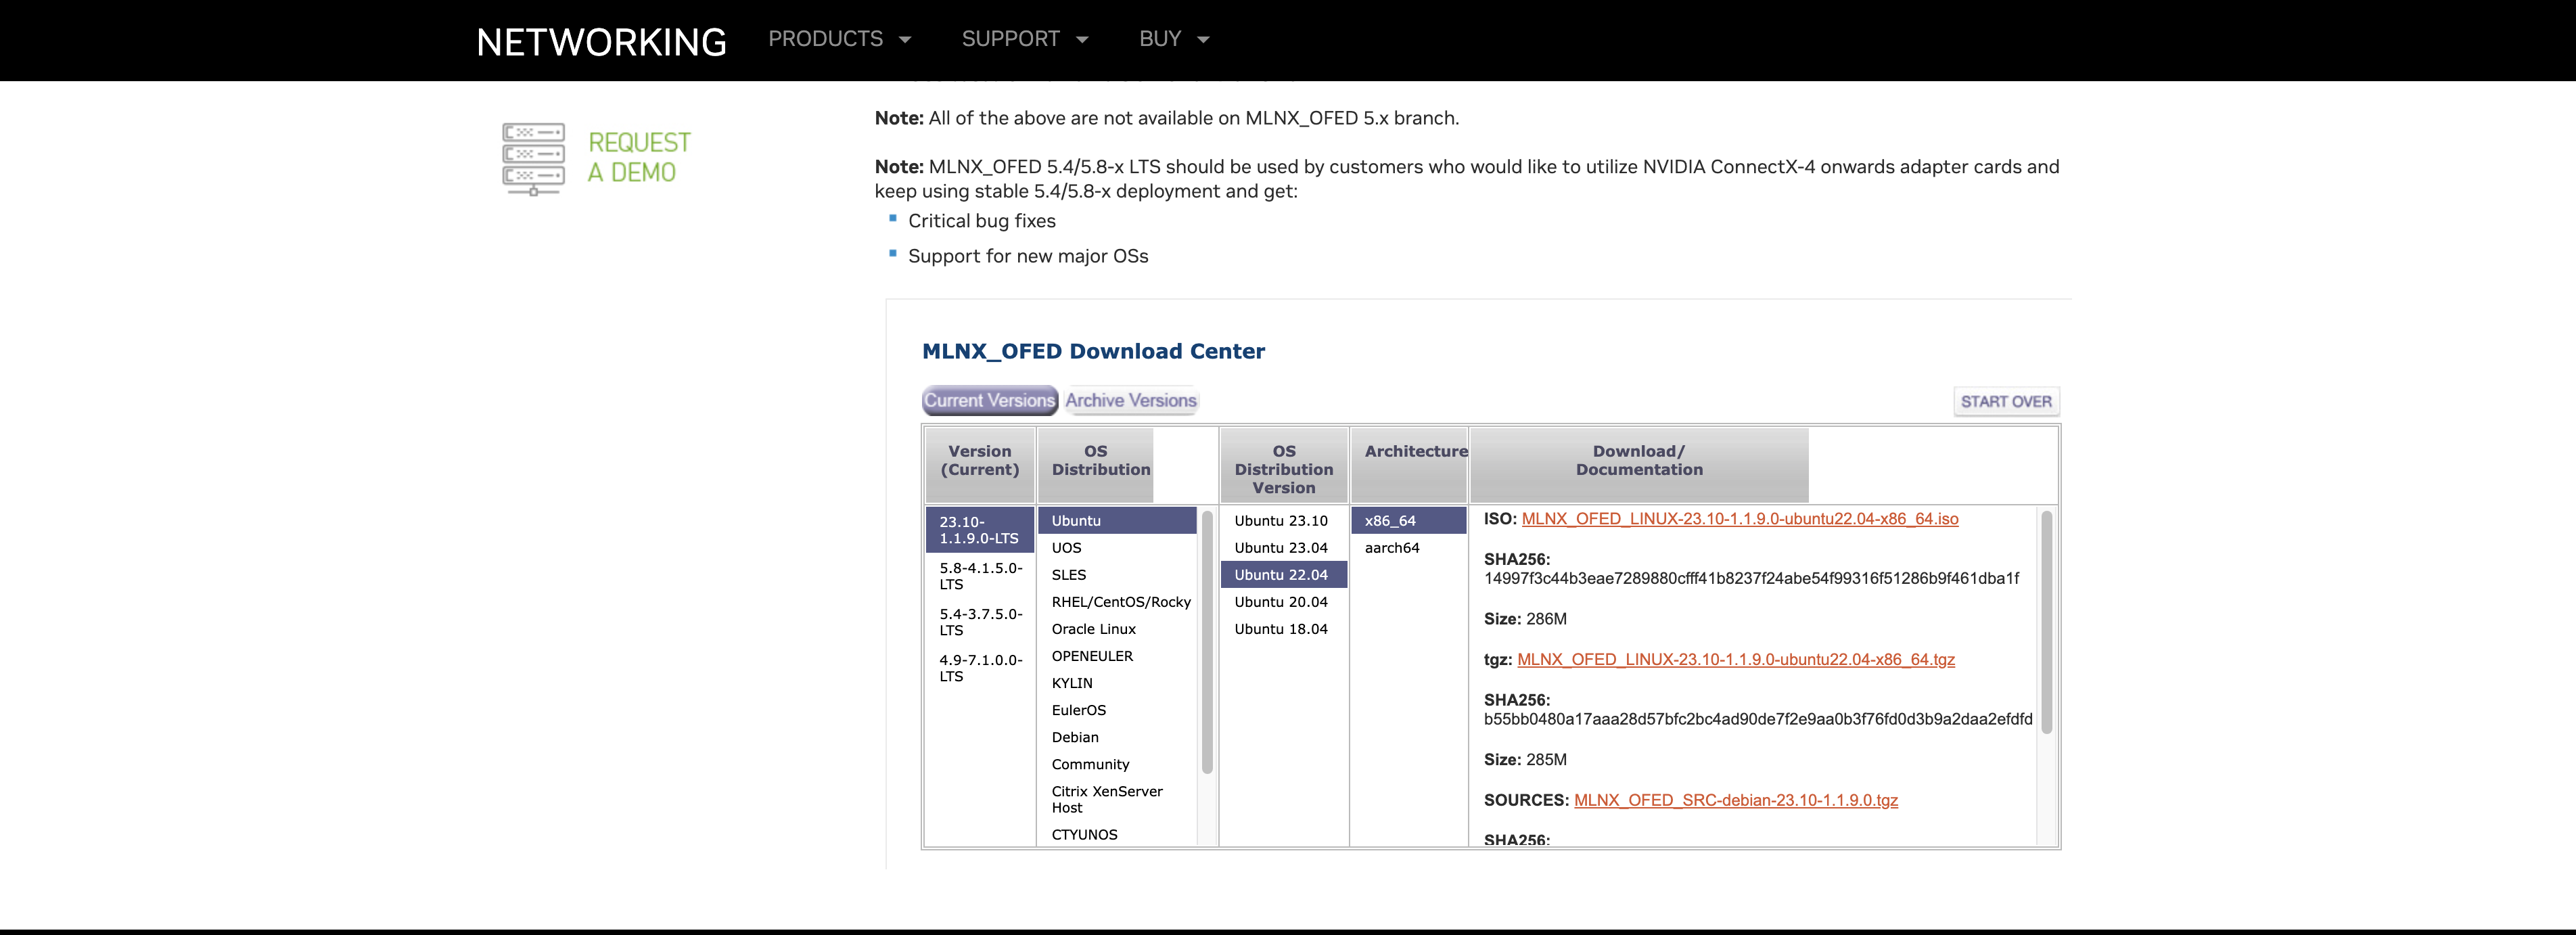 NETWORKING
PRODUCTS
SUPPORT
BUY
REQUEST
A DEMO
Note: All of the above are not available on MLNX_OFED 5.x branch.
Note: MLNX_OFED 5.4/5.8-x LTS should be used by customers who would like to utilize NVIDIA ConnectX-4 onwards adapter cards and
keep using stable 5.4/5.8-x deployment and get:
Critical bug fixes
Support for new major OSs
MLNX_OFED Download Center
Current Versions
Archive Versions
START OVER
Version
(Current)
OS
Distribution
OS
Distribution
Version
Architecture
Download/
Documentation
23.10-
1.1.9.0-LTS
5.8-4.1.5.0-
LTS
5.4-3.7.5.0-
LTS
4.9-7.1.0.0-
LTS
Ubuntu
UOS
SLES
RHEL/CentOS/Rocky
Oracle Linux
OPENEULER
KYLIN
EulerOS
Debian
Community
Citrix XenServer
Host
CTYUNOS
Ubuntu 23.10
Ubuntu 23.04
Ubuntu 22.04
Ubuntu 20.04
Ubuntu 18.04
x86_64
aarch64
ISO: MLNX_OFED_LINUX-23.10-1.1.9.0-ubuntu22.04-x86_64.iso
SHA256:
14997f3c44b3eae7289880cfff41b8237f24abe54f99316f51286b9f461dba1f
Size: 286M
tgz: MLNX_OFED_LINUX-23.10-1.1.9.0-ubuntu22.04-x86_64.tgz
SHA256:
b55bb0480a17aaa28d57bfc2bc4ad90de7f2e9aa0b3f76fd0d3b9a2daa2efdfd
Size: 285M
SOURCES: MLNX_OFED_SRC-debian-23.10-1.1.9.0.tgz
SHA256: